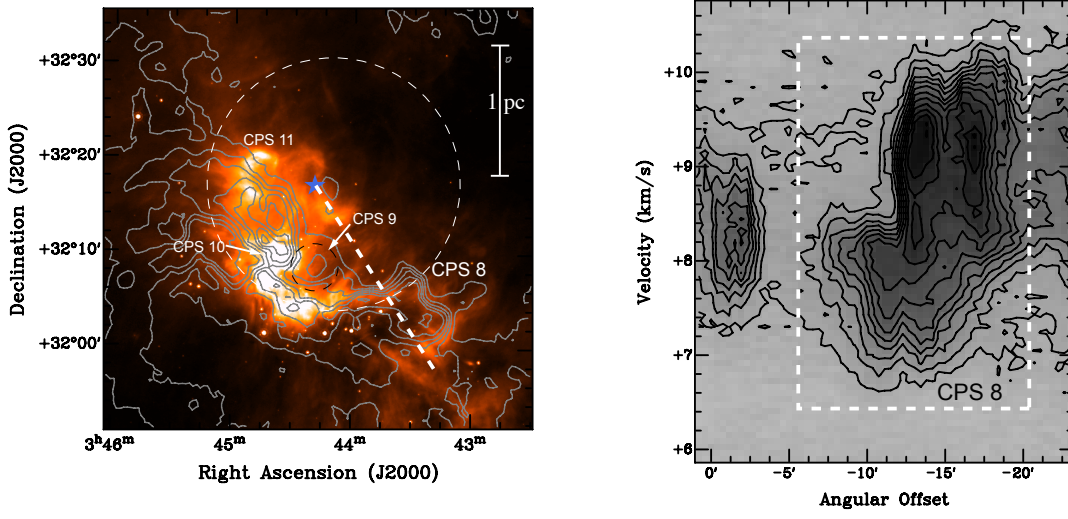 +32°30′
+32°20′
+32°10′
+32°00′
Declination (J2000)
3ʰ46ᵐ
45ᵐ
44ᵐ
43ᵐ
Right Ascension (J2000)
1 pc
CPS 11
CPS 9
CPS 10
CPS 8
+10
+9
+8
+7
+6
Velocity (km/s)
CPS 8
0′
-5′
-10′
-15′
-20′
Angular Offset